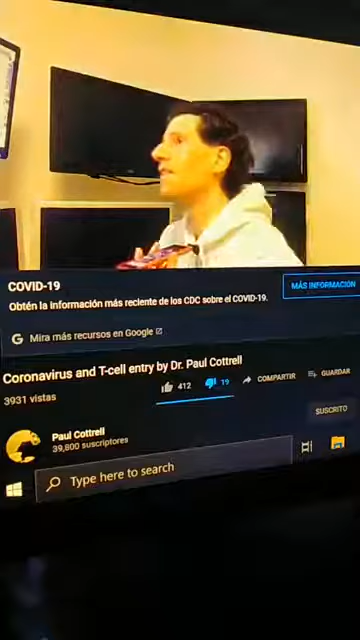 COVID-19
Obtén la información más reciente de los CDC sobre el COVID-19.
MÁS INFORMACIÓN
Mira más recursos en Google
Coronavirus and T-cell entry by Dr. Paul Cottrell
3931 vistas
412
19
COMPARTIR
GUARDAR
Paul Cottrell
39,800 suscriptores
SUSCRITO
Type here to search